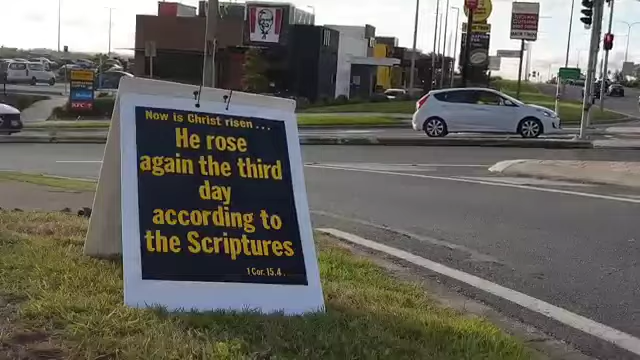 Now is Christ risen . . .
He rose
again the third
day
according to
the Scriptures
1 Cor. 15.4.
KFC
KFC